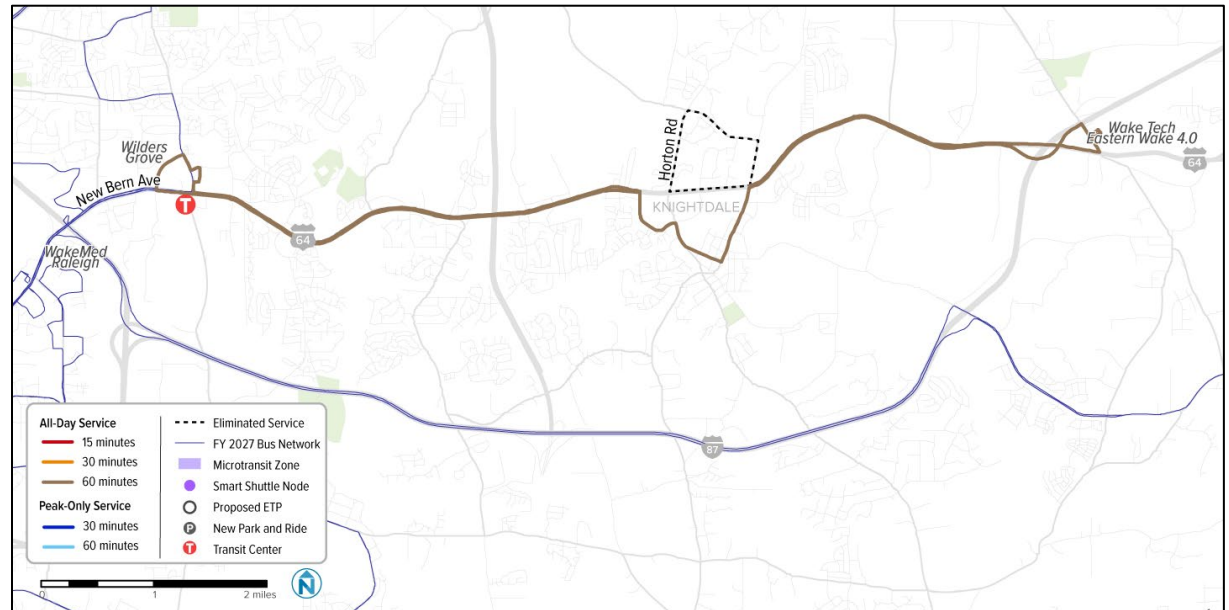 Wilders
Grove
New Bern Ave
T
WakeMed
Raleigh
64
Horton Rd
KNIGHTDALE
Wake Tech
Eastern Wake 4.0
64
87
All-Day Service
15 minutes
30 minutes
60 minutes
Peak-Only Service
30 minutes
60 minutes
Eliminated Service
FY 2027 Bus Network
Microtransit Zone
Smart Shuttle Node
Proposed ETP
P New Park and Ride
T Transit Center
0 1 2 miles
N